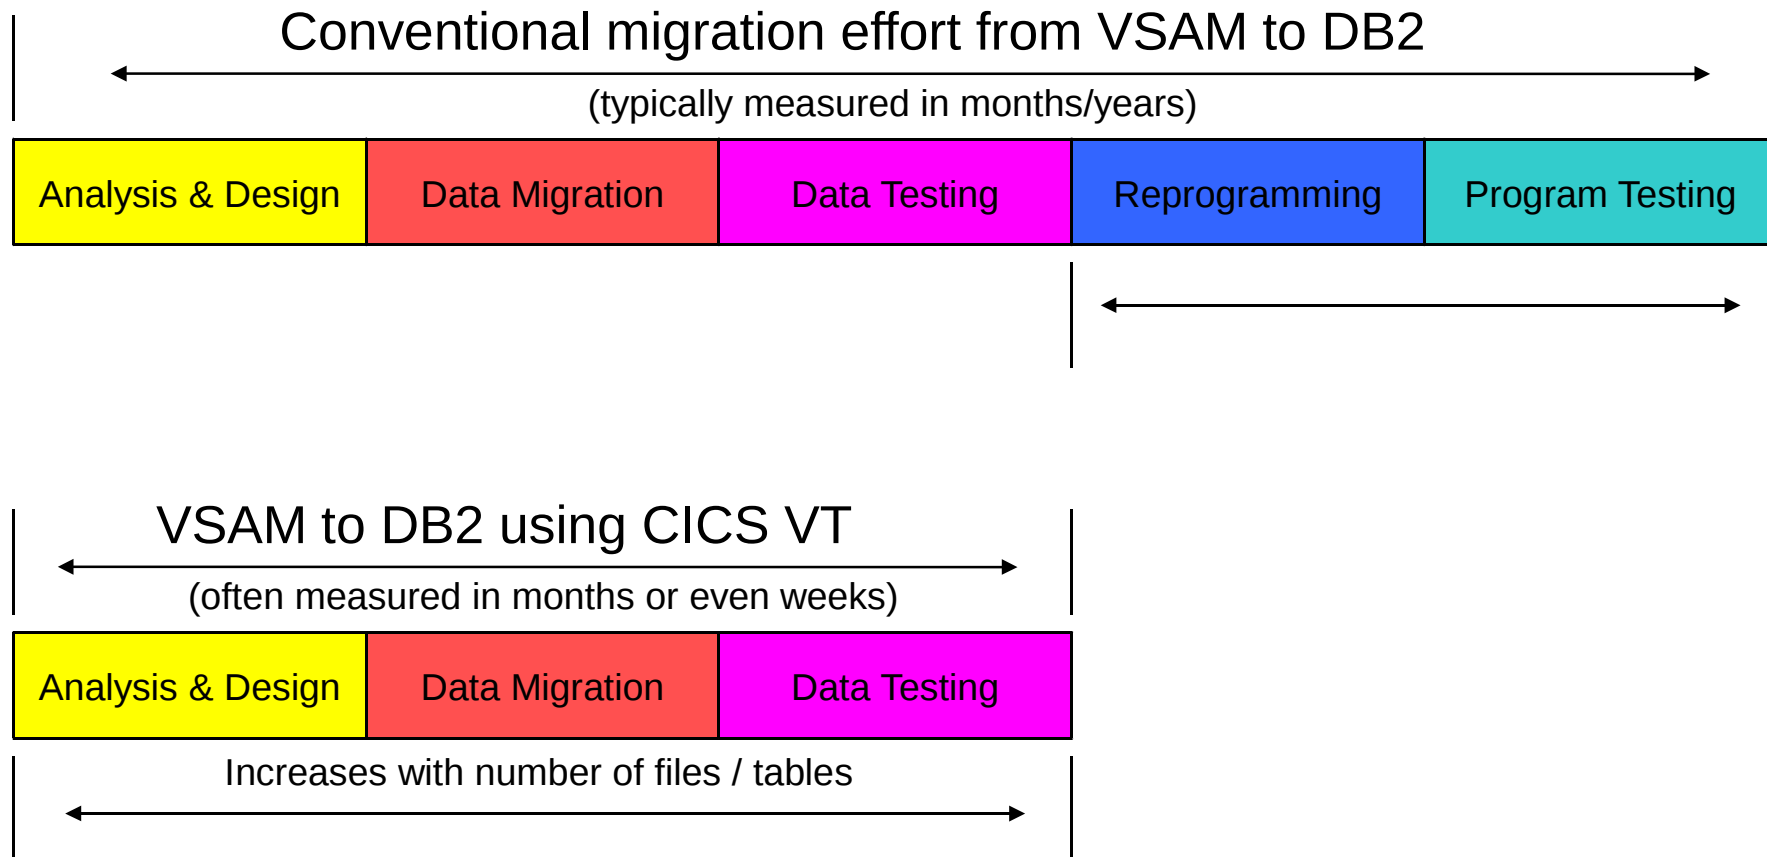 Conventional migration effort from VSAM to DB2
(typically measured in months/years)
Analysis & Design
Data Migration
Data Testing
Reprogramming
Program Testing
VSAM to DB2 using CICS VT
(often measured in months or even weeks)
Analysis & Design
Data Migration
Data Testing
Increases with number of files / tables